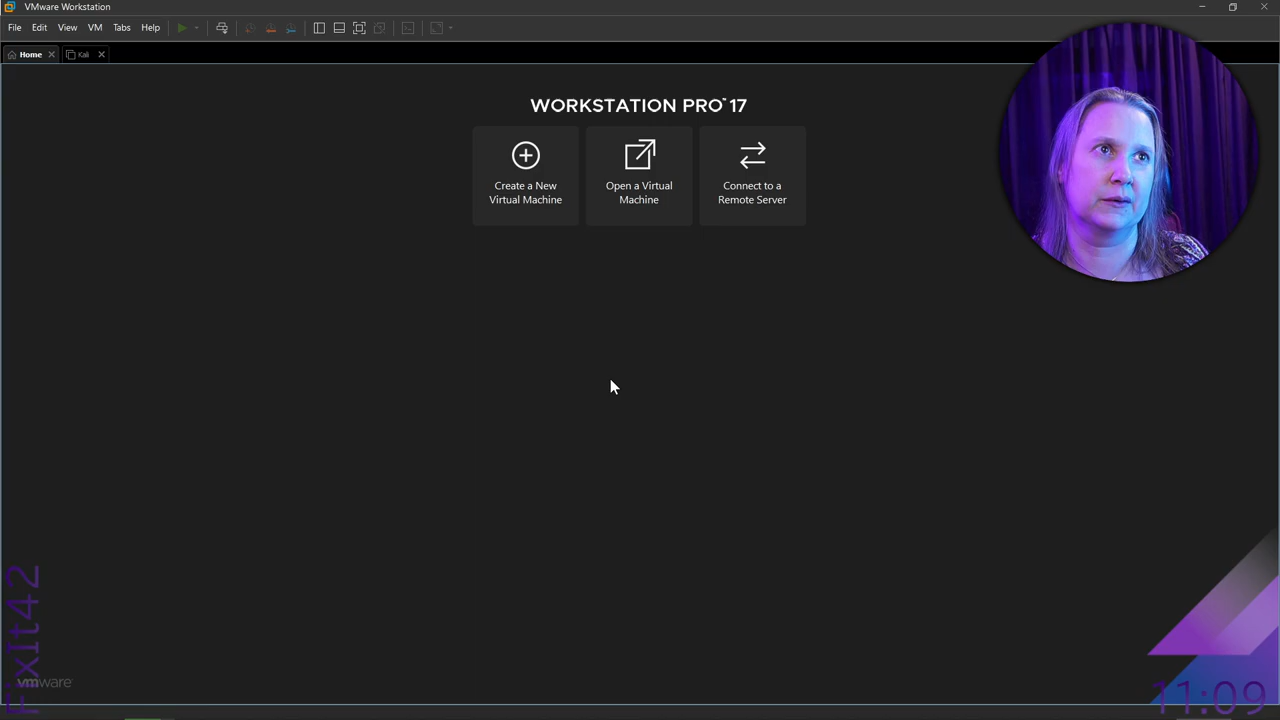 VMware Workstation
File Edit View VM Tabs Help
Home Kali
WORKSTATION PRO™ 17
Create a New
Virtual Machine
Open a Virtual
Machine
Connect to a
Remote Server
FixIt42
vmware
11:09